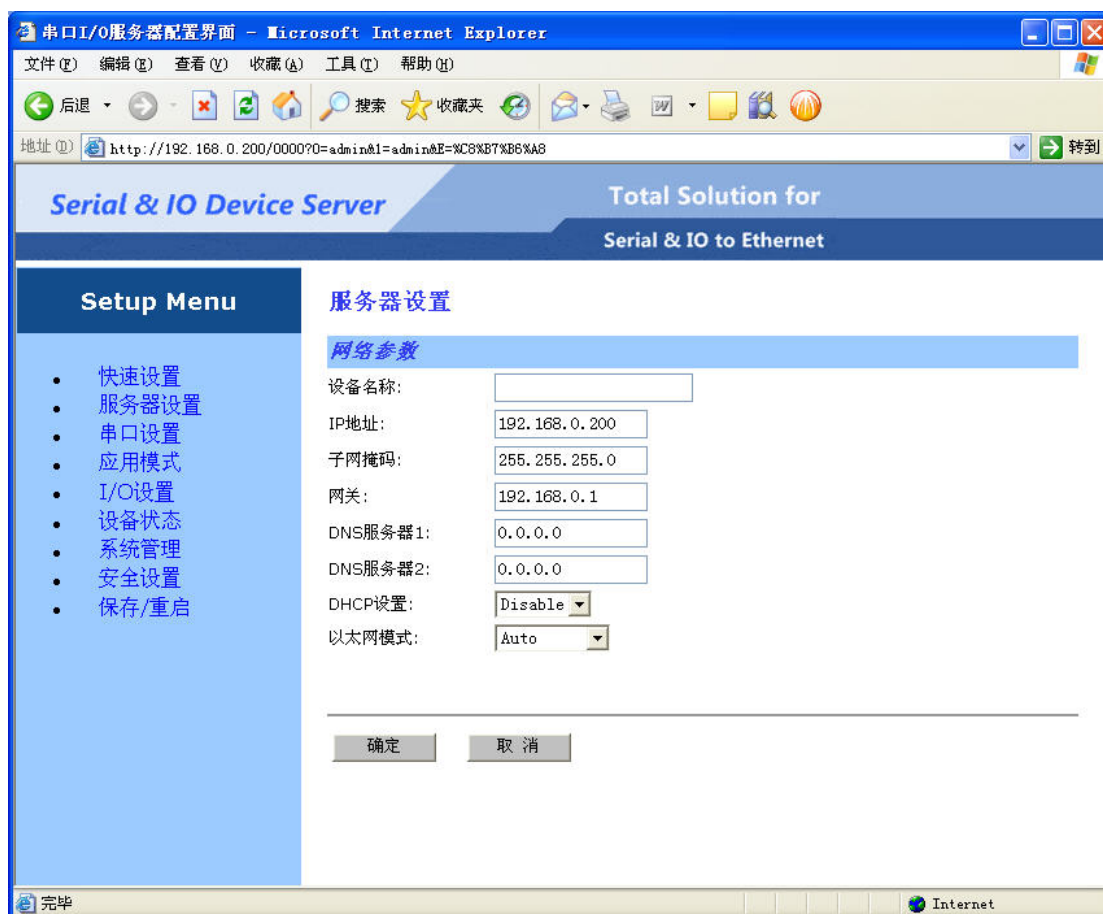 串口I/O服务器配置界面 - Microsoft Internet Explorer
文件(F) 编辑(E) 查看(V) 收藏(A) 工具(T) 帮助(H)
后退 搜索 收藏夹
地址(D) http://192.168.0.200/0000?0=admin&1=admin&E=%C8%B7%B6%A8 转到
Serial & IO Device Server
Total Solution for
Serial & IO to Ethernet
Setup Menu
快速设置
服务器设置
串口设置
应用模式
I/O设置
设备状态
系统管理
安全设置
保存/重启
服务器设置
网络参数
设备名称:
IP地址: 192.168.0.200
子网掩码: 255.255.255.0
网关: 192.168.0.1
DNS服务器1: 0.0.0.0
DNS服务器2: 0.0.0.0
DHCP设置: Disable
以太网模式: Auto
确定 取 消
完毕 Internet